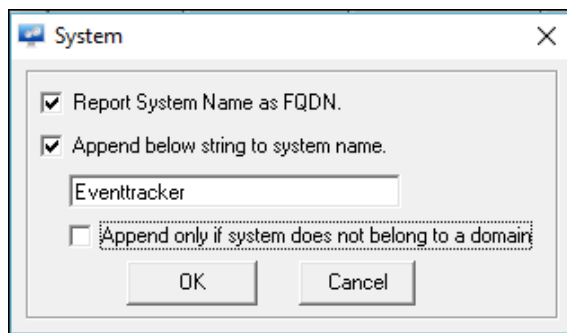 System
Report System Name as FQDN.
Append below string to system name.
Eventtracker
Append only if system does not belong to a domain
OK Cancel